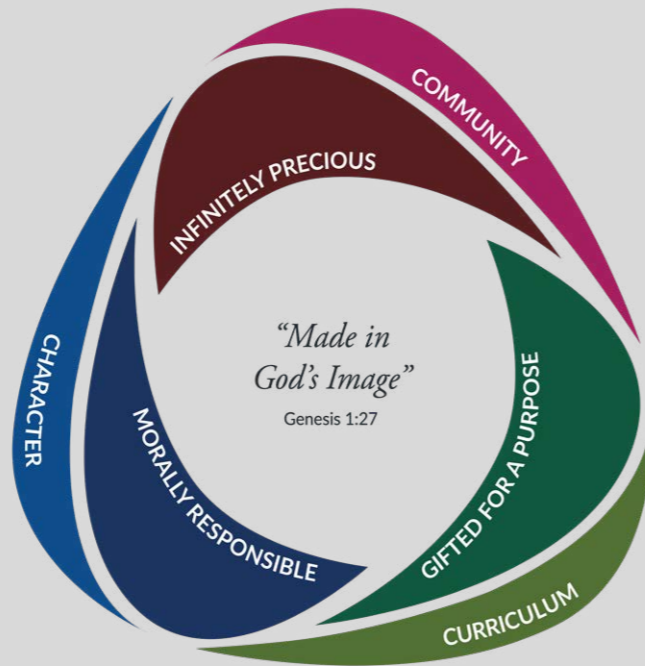 COMMUNITY
INFINITELY PRECIOUS
“Made in
God’s Image”
Genesis 1:27
CHARACTER
MORALLY RESPONSIBLE
GIFTED FOR A PURPOSE
CURRICULUM